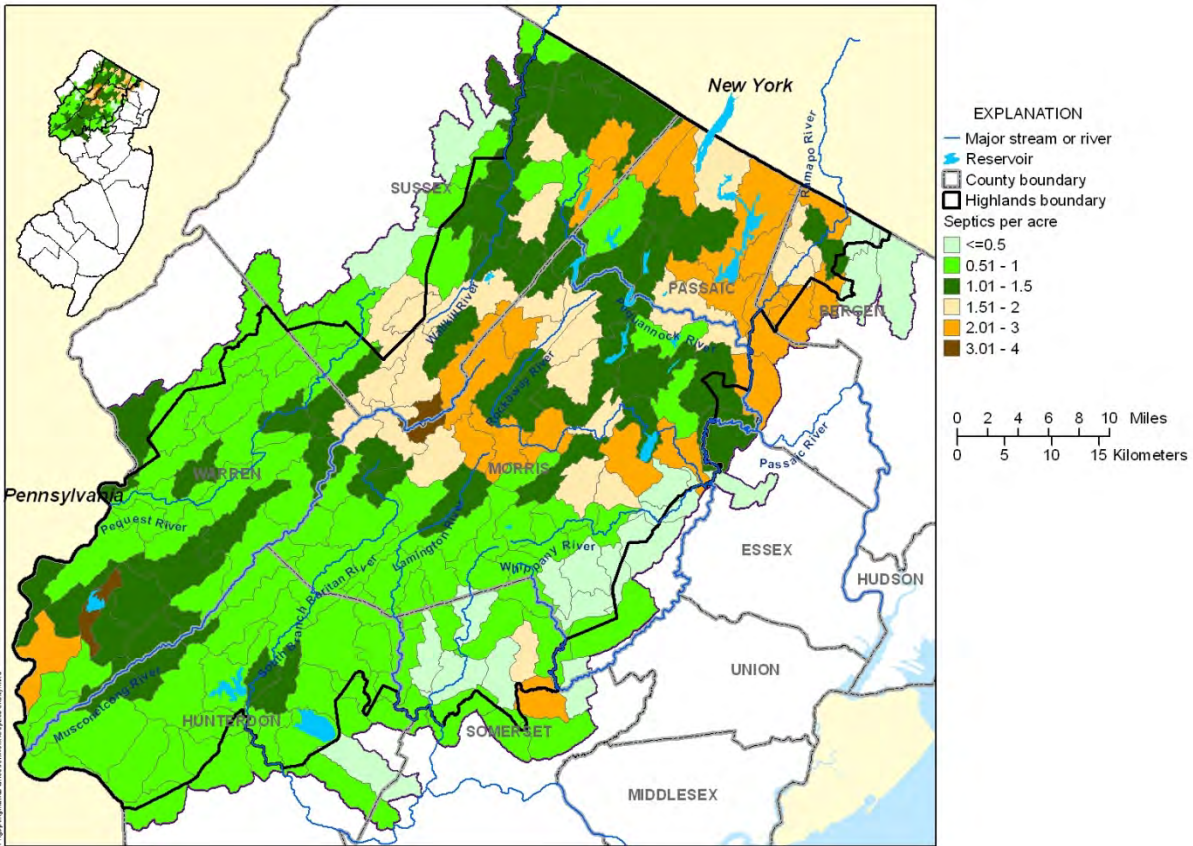 New York
Ramapo River
SUSSEX
PASSAIC
BERGEN
Wallkill River
Pequannock River
Rockaway River
MORRIS
Passaic River
WARREN
Pennsylvania
Pequest River
Lamington River
Whippany River
South Branch Raritan River
ESSEX
HUDSON
UNION
Musconetcong River
HUNTERDON
SOMERSET
MIDDLESEX
EXPLANATION
Major stream or river
Reservoir
County boundary
Highlands boundary
Septics per acre
<=0.5
0.51 - 1
1.01 - 1.5
1.51 - 2
2.01 - 3
3.01 - 4
0 2 4 6 8 10 Miles
0 5 10 15 Kilometers